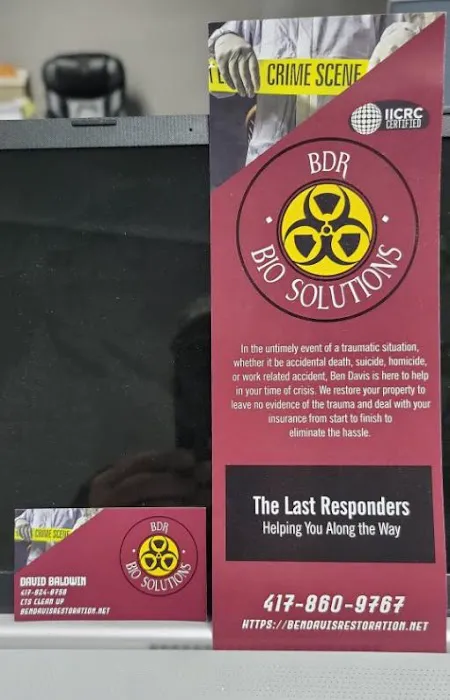 CRIME SCENE
IICRC
CERTIFIED
BDR
BIO SOLUTIONS
In the untimely event of a traumatic situation,
whether it be accidental death, suicide, homicide,
or work related accident, Ben Davis is here to help
in your time of crisis. We restore your property to
leave no evidence of the trauma and deal with your
insurance from start to finish to
eliminate the hassle.
The Last Responders
Helping You Along the Way
417-860-9767
HTTPS://BENDAVISRESTORATION.NET
CRIME SCENE
BDR
BIO SOLUTIONS
DAVID BALDWIN
CTS CLEAN UP
BENDAVISRESTORATION.NET